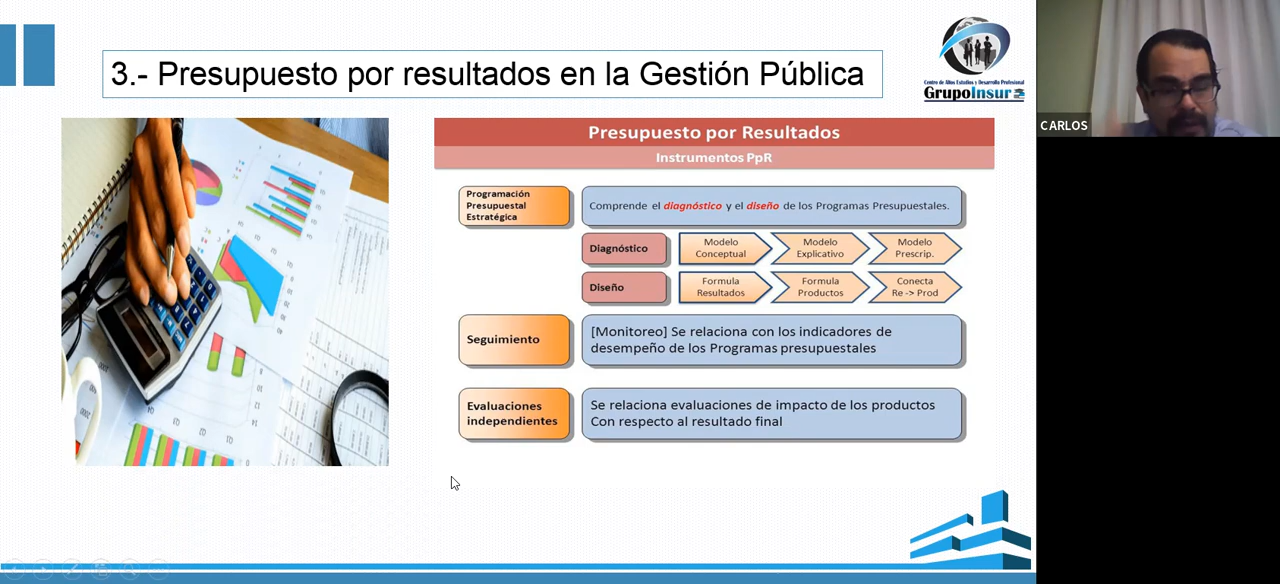 3.- Presupuesto por resultados en la Gestión Pública
Centro de Altos Estudios y Desarrollo Profesional
GrupoInsur
CARLOS
Presupuesto por Resultados
Instrumentos PpR
Programación
Presupuestal
Estratégica
Comprende el diagnóstico y el diseño de los Programas Presupuestales.
Diagnóstico
Modelo
Conceptual
Modelo
Explicativo
Modelo
Prescrip.
Diseño
Formula
Resultados
Formula
Productos
Conecta
Re -> Prod
Seguimiento
[Monitoreo] Se relaciona con los indicadores de
desempeño de los Programas presupuestales
Evaluaciones
independientes
Se relaciona evaluaciones de impacto de los productos
Con respecto al resultado final